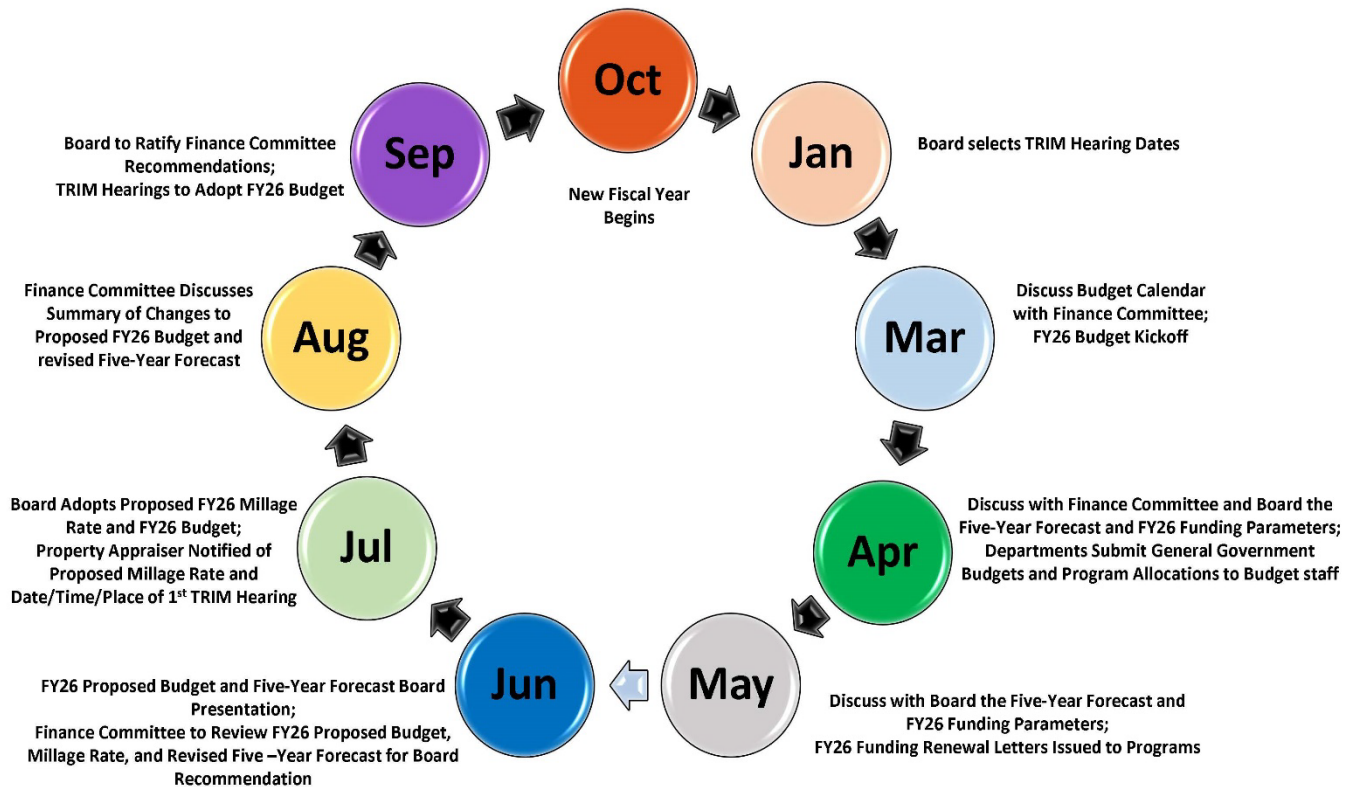 Oct
New Fiscal Year
Begins
Jan
Board selects TRIM Hearing Dates
Mar
Discuss Budget Calendar
with Finance Committee;
FY26 Budget Kickoff
Apr
Discuss with Finance Committee and Board the
Five-Year Forecast and FY26 Funding Parameters;
Departments Submit General Government
Budgets and Program Allocations to Budget staff
May
Discuss with Board the Five-Year Forecast and
FY26 Funding Parameters;
FY26 Funding Renewal Letters Issued to Programs
Jun
FY26 Proposed Budget and Five-Year Forecast Board
Presentation;
Finance Committee to Review FY26 Proposed Budget,
Millage Rate, and Revised Five –Year Forecast for Board
Recommendation
Jul
Board Adopts Proposed FY26 Millage
Rate and FY26 Budget;
Property Appraiser Notified of
Proposed Millage Rate and
Date/Time/Place of 1st TRIM Hearing
Aug
Finance Committee Discusses
Summary of Changes to
Proposed FY26 Budget and
revised Five-Year Forecast
Sep
Board to Ratify Finance Committee
Recommendations;
TRIM Hearings to Adopt FY26 Budget